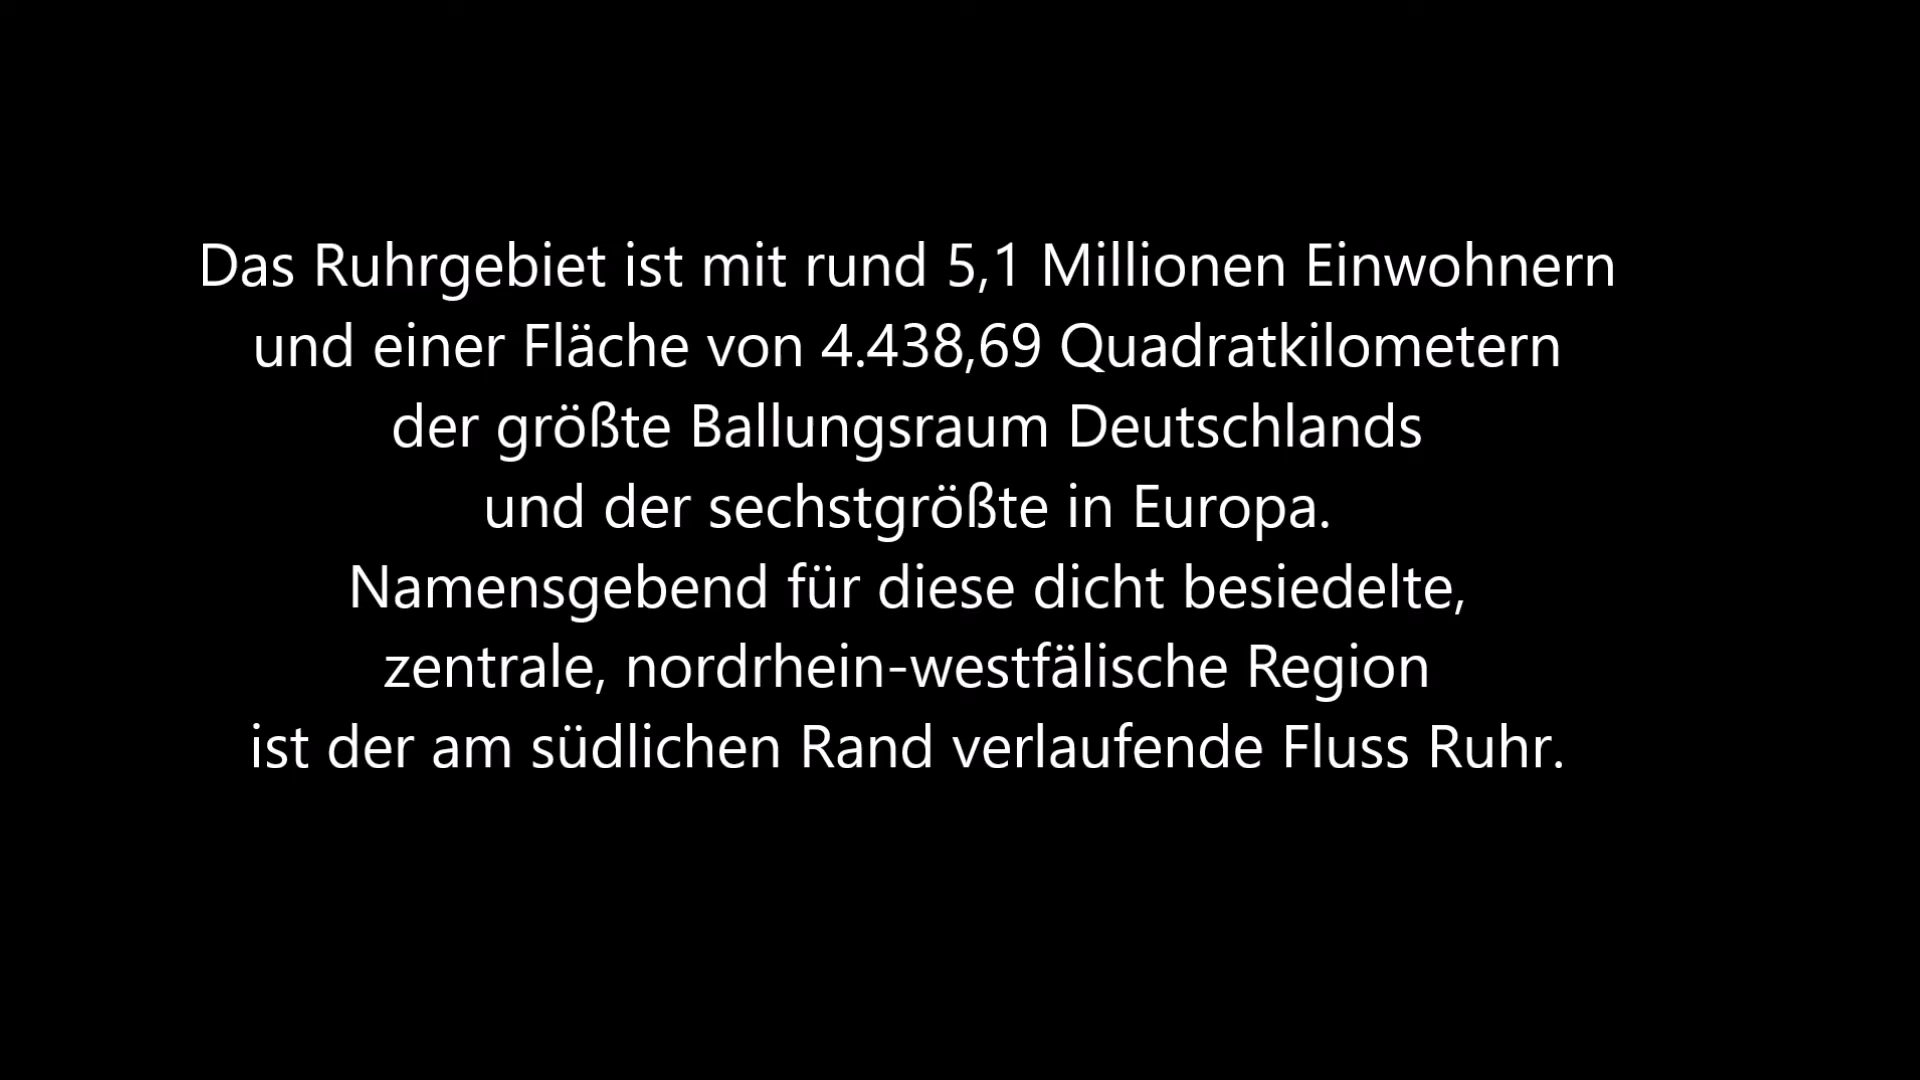 Das Ruhrgebiet ist mit rund 5,1 Millionen Einwohnern
und einer Fläche von 4.438,69 Quadratkilometern
der größte Ballungsraum Deutschlands
und der sechstgrößte in Europa.
Namensgebend für diese dicht besiedelte,
zentrale, nordrhein-westfälische Region
ist der am südlichen Rand verlaufende Fluss Ruhr.